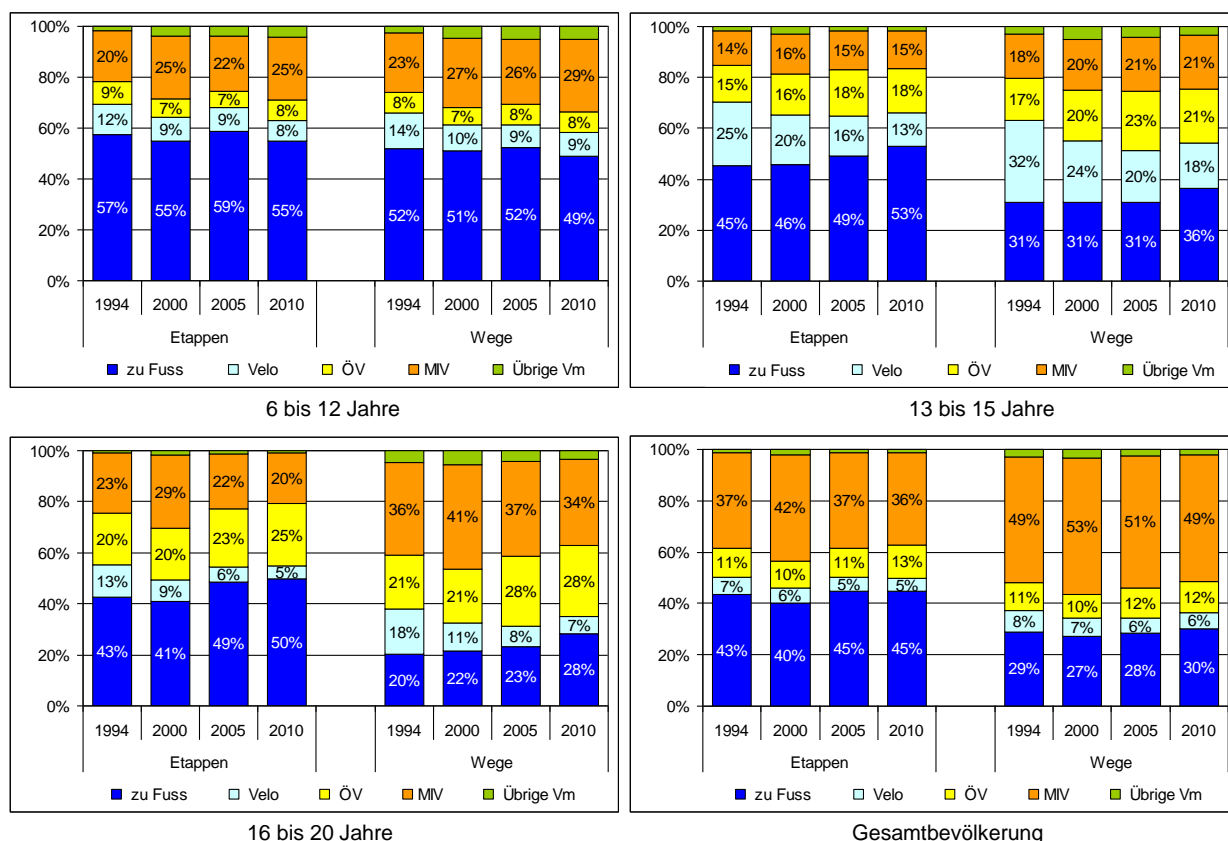 100%
80%
60%
40%
20%
0%
20% 25% 22% 25% 23% 27% 26% 29%
9% 7% 7% 8% 8% 7% 8% 8%
12% 9% 9% 8% 14% 10% 9% 9%
57% 55% 59% 55% 52% 51% 52% 49%
1994 2000 2005 2010 1994 2000 2005 2010
Etappen Wege
zu Fuss Velo ÖV MIV Übrige Vm
6 bis 12 Jahre
100%
80%
60%
40%
20%
0%
14% 16% 15% 15% 18% 20% 21% 21%
15% 16% 18% 18% 17% 20% 23% 21%
25% 20% 16% 13% 32% 24% 20% 18%
45% 46% 49% 53% 31% 31% 31% 36%
1994 2000 2005 2010 1994 2000 2005 2010
Etappen Wege
zu Fuss Velo ÖV MIV Übrige Vm
13 bis 15 Jahre
100%
80%
60%
40%
20%
0%
23% 29% 22% 20% 36% 41% 37% 34%
20% 20% 23% 25% 21% 21% 28% 28%
13% 9% 6% 5% 18% 11% 8% 7%
43% 41% 49% 50% 20% 22% 23% 28%
1994 2000 2005 2010 1994 2000 2005 2010
Etappen Wege
zu Fuss Velo ÖV MIV Übrige Vm
16 bis 20 Jahre
100%
80%
60%
40%
20%
0%
37% 42% 37% 36% 49% 53% 51% 49%
11% 10% 11% 13% 11% 10% 12% 12%
7% 6% 5% 5% 8% 7% 6% 6%
43% 40% 45% 45% 29% 27% 28% 30%
1994 2000 2005 2010 1994 2000 2005 2010
Etappen Wege
zu Fuss Velo ÖV MIV Übrige Vm
Gesamtbevölkerung